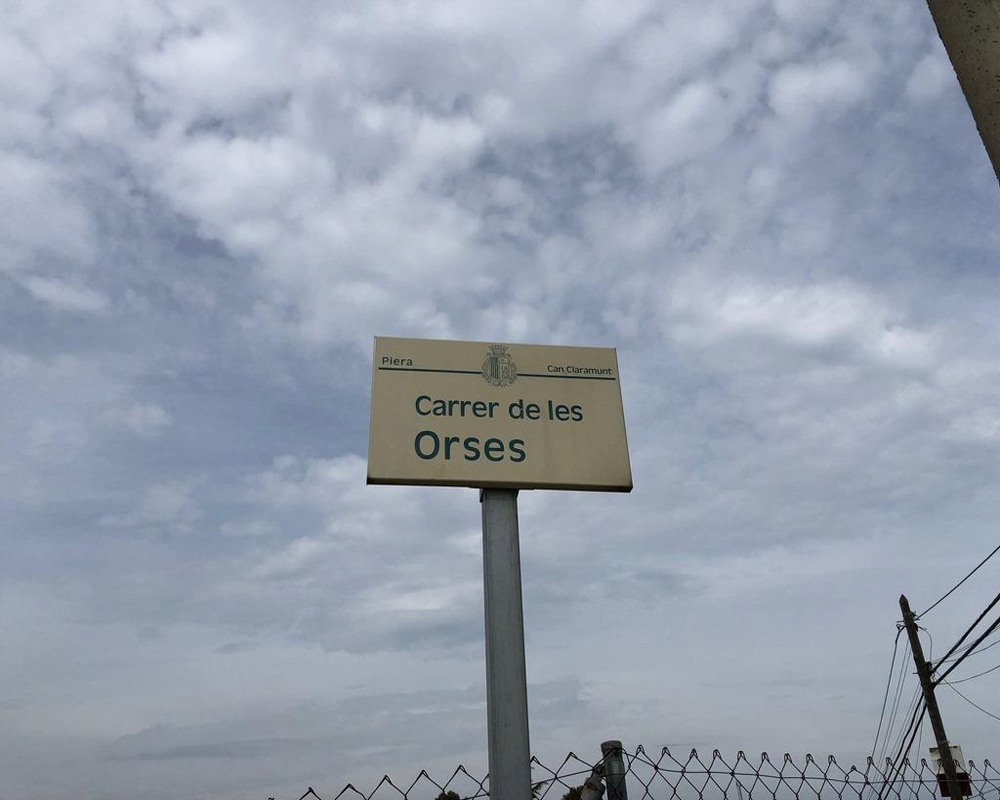 Piera Can Claramunt
Carrer de les
Orses